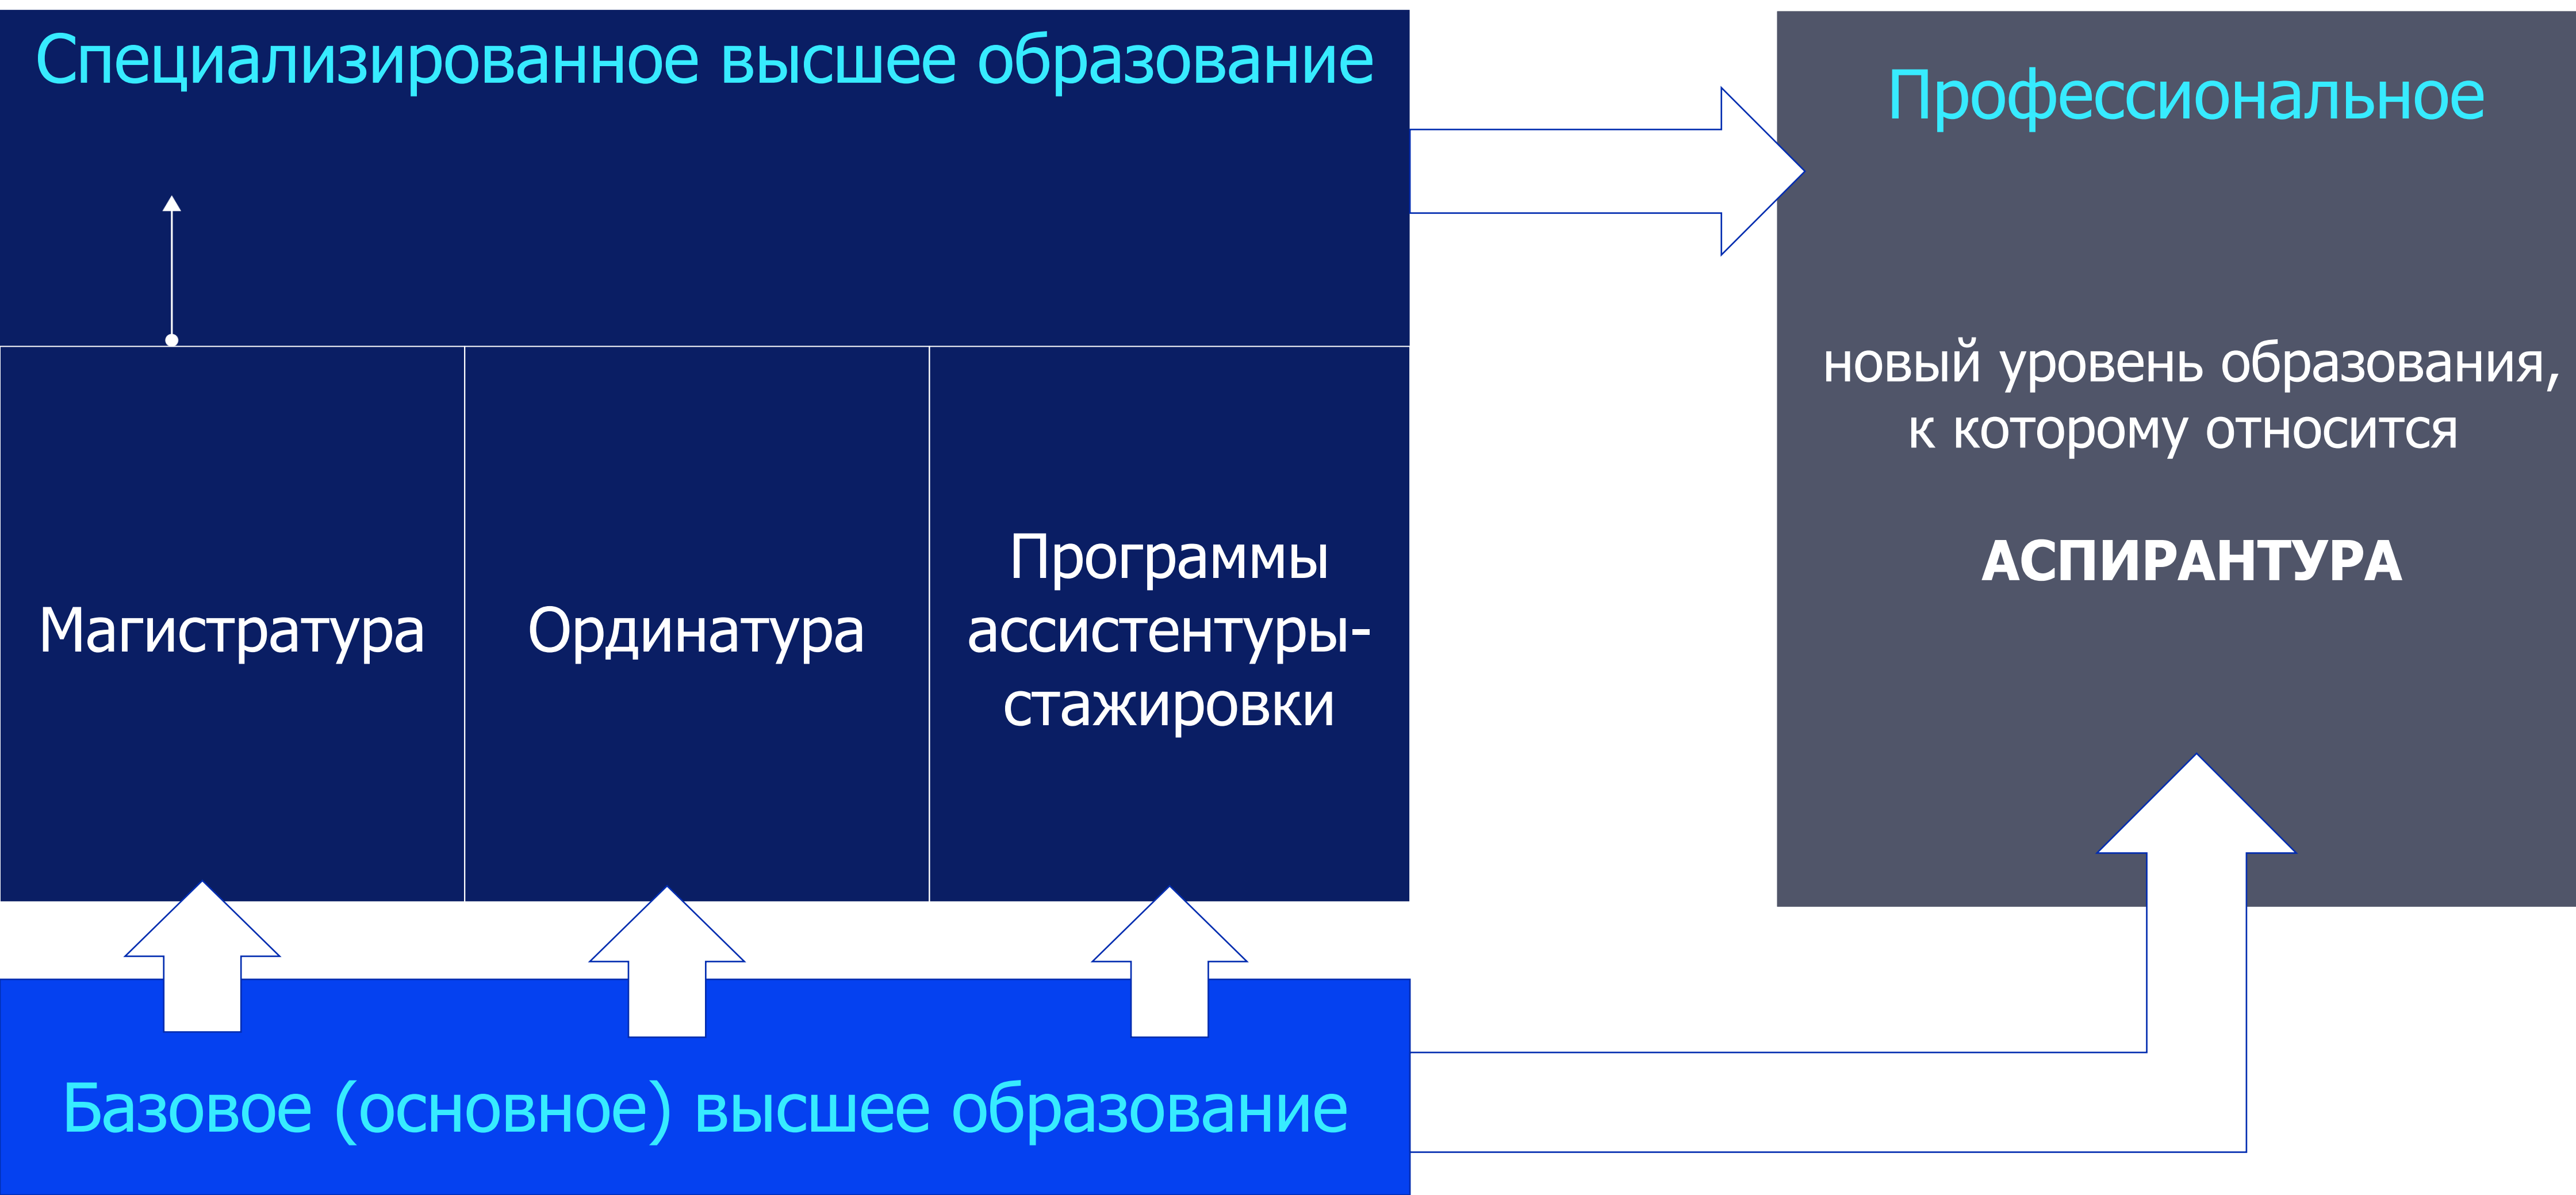 Специализированное высшее образование
Магистратура
Ординатура
Программы
ассистентуры-
стажировки
Базовое (основное) высшее образование
Профессиональное
новый уровень образования,
к которому относится
АСПИРАНТУРА